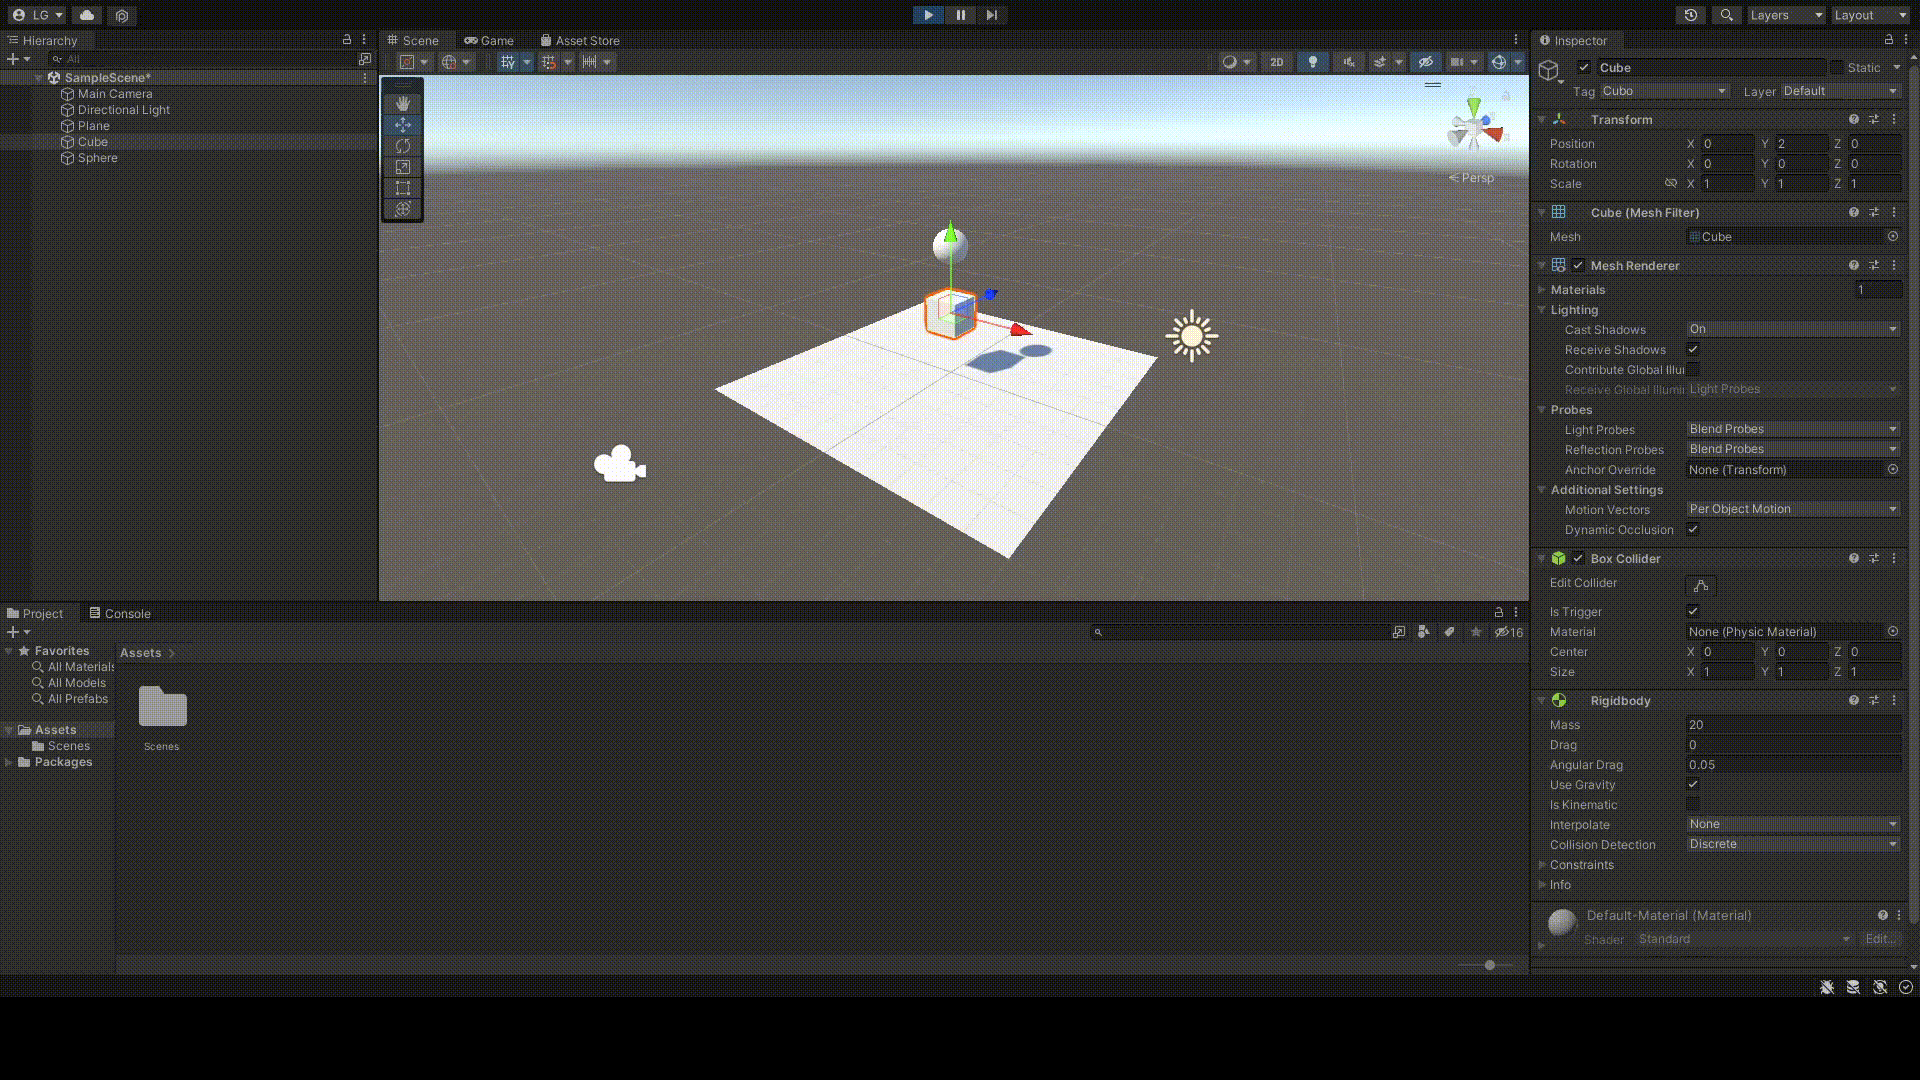 LG
Layers
Layout
Hierarchy
All
SampleScene*
Main Camera
Directional Light
Plane
Cube
Sphere
Scene
Game
Asset Store
2D
Persp
Inspector
Cube
Static
Tag Cubo
Layer Default
Transform
Position X 0 Y 2 Z 0
Rotation X 0 Y 0 Z 0
Scale X 1 Y 1 Z 1
Cube (Mesh Filter)
Mesh Cube
Mesh Renderer
Materials 1
Lighting
Cast Shadows On
Receive Shadows
Contribute Global Illu
Receive Global Illumi Light Probes
Probes
Light Probes Blend Probes
Reflection Probes Blend Probes
Anchor Override None (Transform)
Additional Settings
Motion Vectors Per Object Motion
Dynamic Occlusion
Box Collider
Edit Collider
Is Trigger
Material None (Physic Material)
Center X 0 Y 0 Z 0
Size X 1 Y 1 Z 1
Rigidbody
Mass 20
Drag 0
Angular Drag 0.05
Use Gravity
Is Kinematic
Interpolate None
Collision Detection Discrete
Constraints
Info
Default-Material (Material)
Shader Standard Edit...
Project
Console
16
Favorites
All Materials
All Models
All Prefabs
Assets
Scenes
Packages
Assets
Scenes